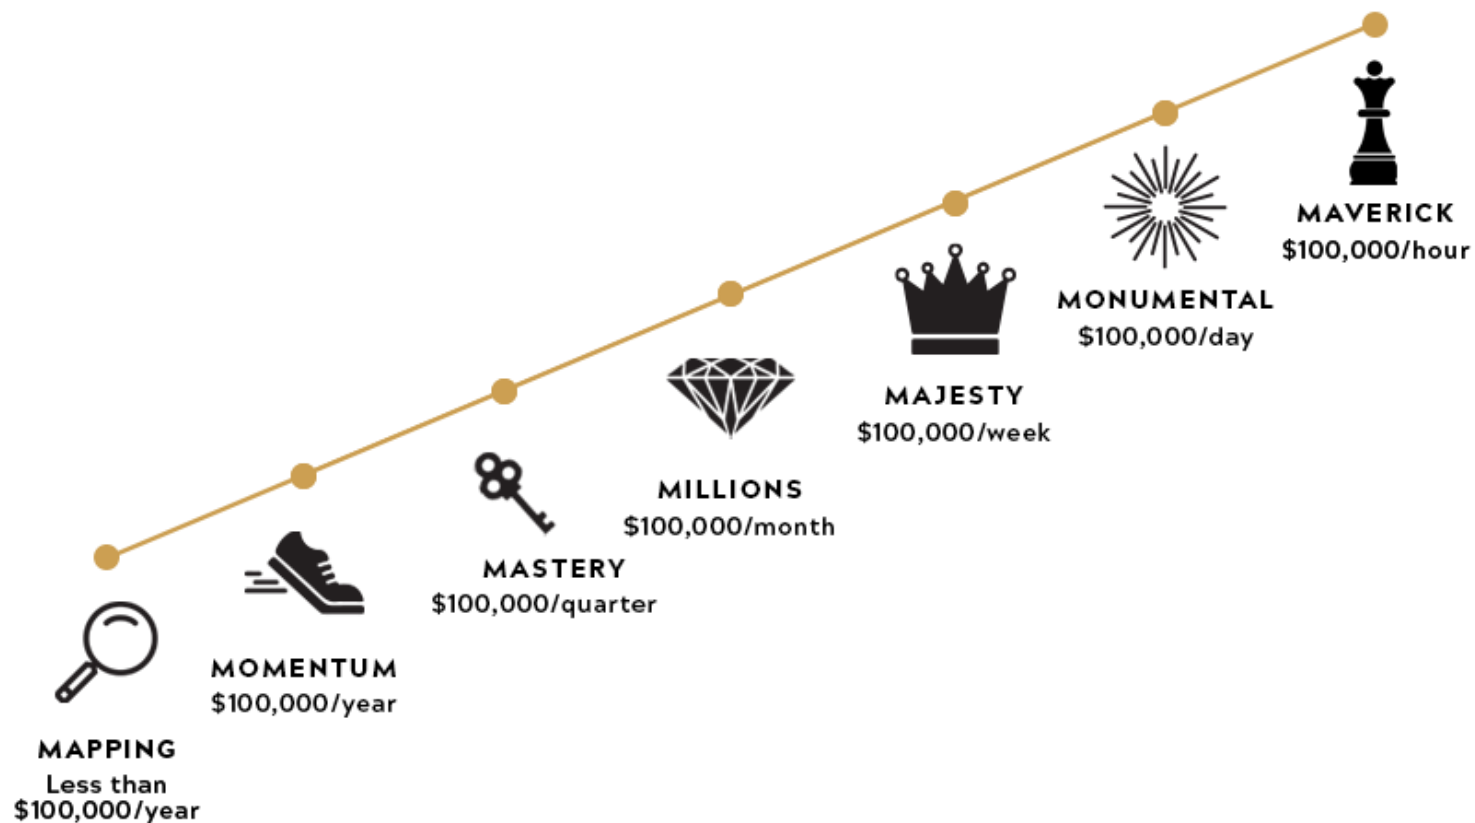 MAPPING
Less than
$100,000/year
MOMENTUM
$100,000/year
MASTERY
$100,000/quarter
MILLIONS
$100,000/month
MAJESTY
$100,000/week
MONUMENTAL
$100,000/day
MAVERICK
$100,000/hour